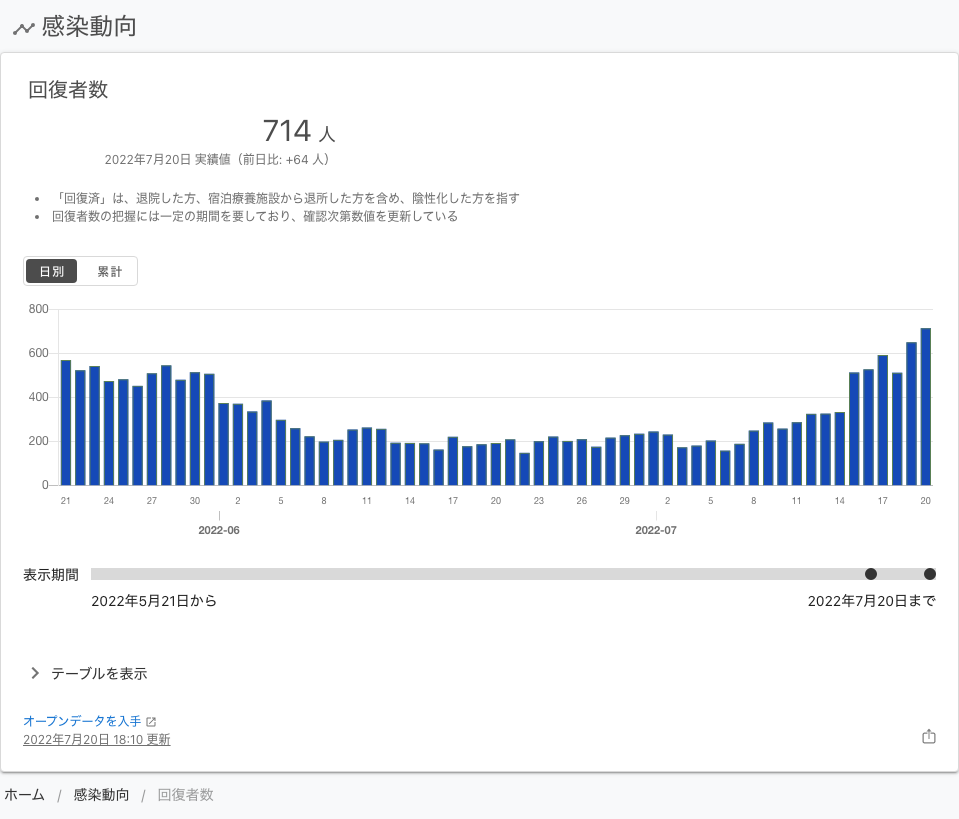 感染動向
回復者数
714 人
2022年7月20日 実績値（前日比: +64 人）
「回復済」は、退院した方、宿泊療養施設から退所した方を含め、陰性化した方を指す
回復者数の把握には一定の期間を要しており、確認次第数値を更新している
日別 累計
800
600
400
200
0
21 24 27 30 2 5 8 11 14 17 20 23 26 29 2 5 8 11 14 17 20
2022-06 2022-07
表示期間
2022年5月21日から 2022年7月20日まで
テーブルを表示
オープンデータを入手
2022年7月20日 18:10 更新
ホーム / 感染動向 / 回復者数